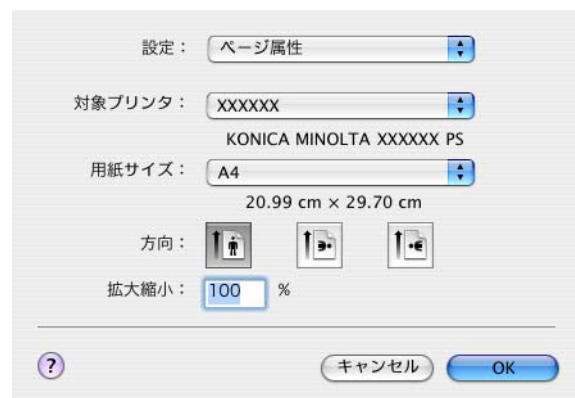 設定： ページ属性
対象プリンタ： XXXXXX
KONICA MINOLTA XXXXXX PS
用紙サイズ： A4
20.99 cm × 29.70 cm
方向：
拡大縮小： 100 %
? キャンセル OK